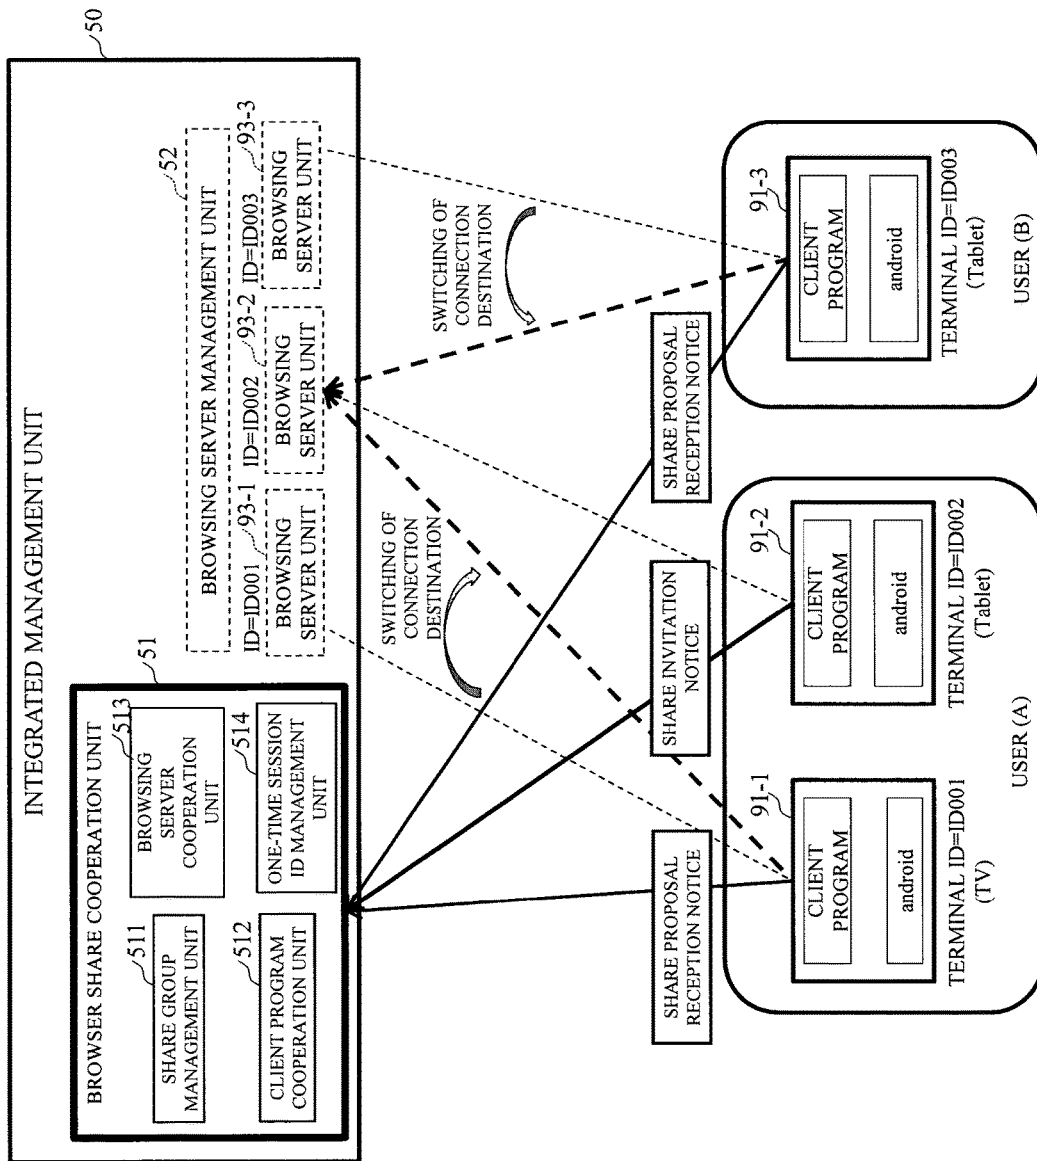 INTEGRATED MANAGEMENT UNIT
50
BROWSER SHARE COOPERATION UNIT
51
511
SHARE GROUP
MANAGEMENT UNIT
513
BROWSING
SERVER
COOPERATION
UNIT
512
CLIENT PROGRAM
COOPERATION UNIT
514
ONE-TIME SESSION
ID MANAGEMENT
UNIT
52
BROWSING SERVER MANAGEMENT UNIT
ID=ID001
93-1
BROWSING
SERVER UNIT
ID=ID002
93-2
BROWSING
SERVER UNIT
ID=ID003
93-3
BROWSING
SERVER UNIT
SWITCHING OF
CONNECTION
DESTINATION
SWITCHING OF
CONNECTION
DESTINATION
SHARE PROPOSAL
RECEPTION NOTICE
SHARE INVITATION
NOTICE
SHARE PROPOSAL
RECEPTION NOTICE
91-1
CLIENT
PROGRAM
android
TERMINAL ID=ID001
(TV)
91-2
CLIENT
PROGRAM
android
TERMINAL ID=ID002
(Tablet)
USER (A)
91-3
CLIENT
PROGRAM
android
TERMINAL ID=ID003
(Tablet)
USER (B)